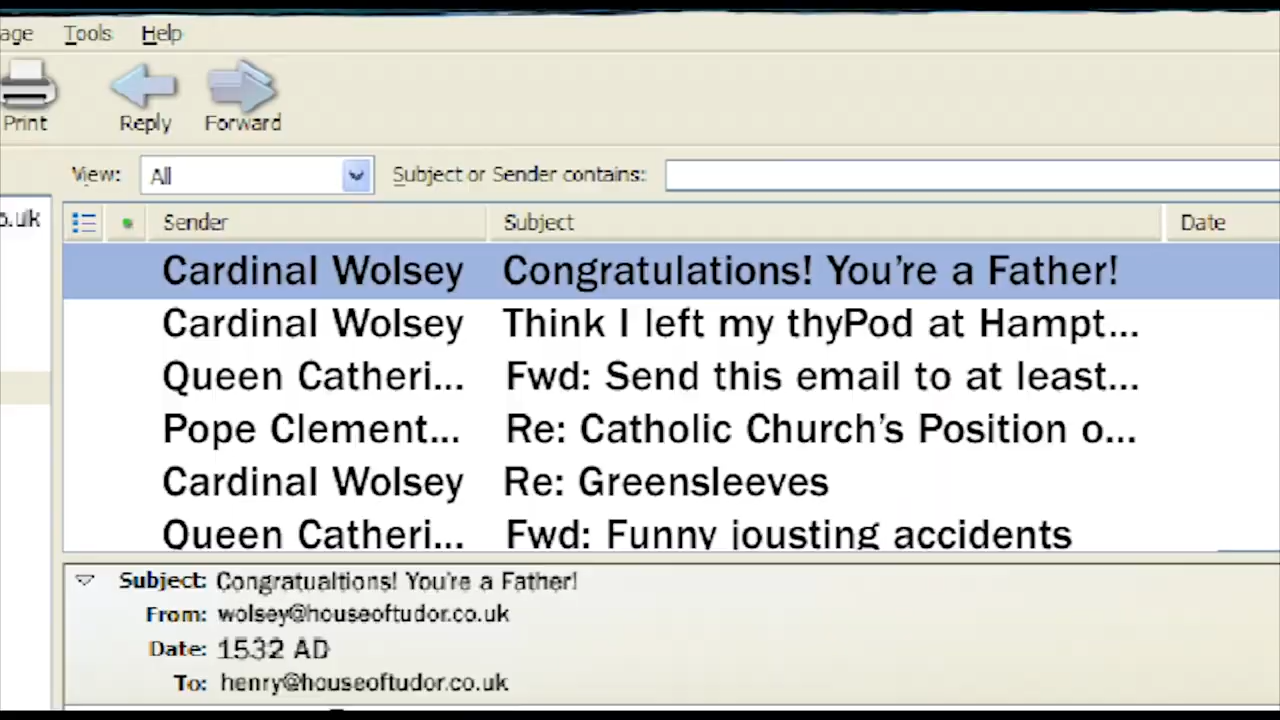 age Tools Help
Print Reply Forward
View: All Subject or Sender contains:
o.uk
Sender Subject Date
Cardinal Wolsey Congratulations! You're a Father!
Cardinal Wolsey Think I left my thyPod at Hampt...
Queen Catheri... Fwd: Send this email to at least...
Pope Clement... Re: Catholic Church's Position o...
Cardinal Wolsey Re: Greensleeves
Queen Catheri... Fwd: Funny jousting accidents
Subject: Congratualtions! You're a Father!
From: wolsey@houseoftudor.co.uk
Date: 1532 AD
To: henry@houseoftudor.co.uk